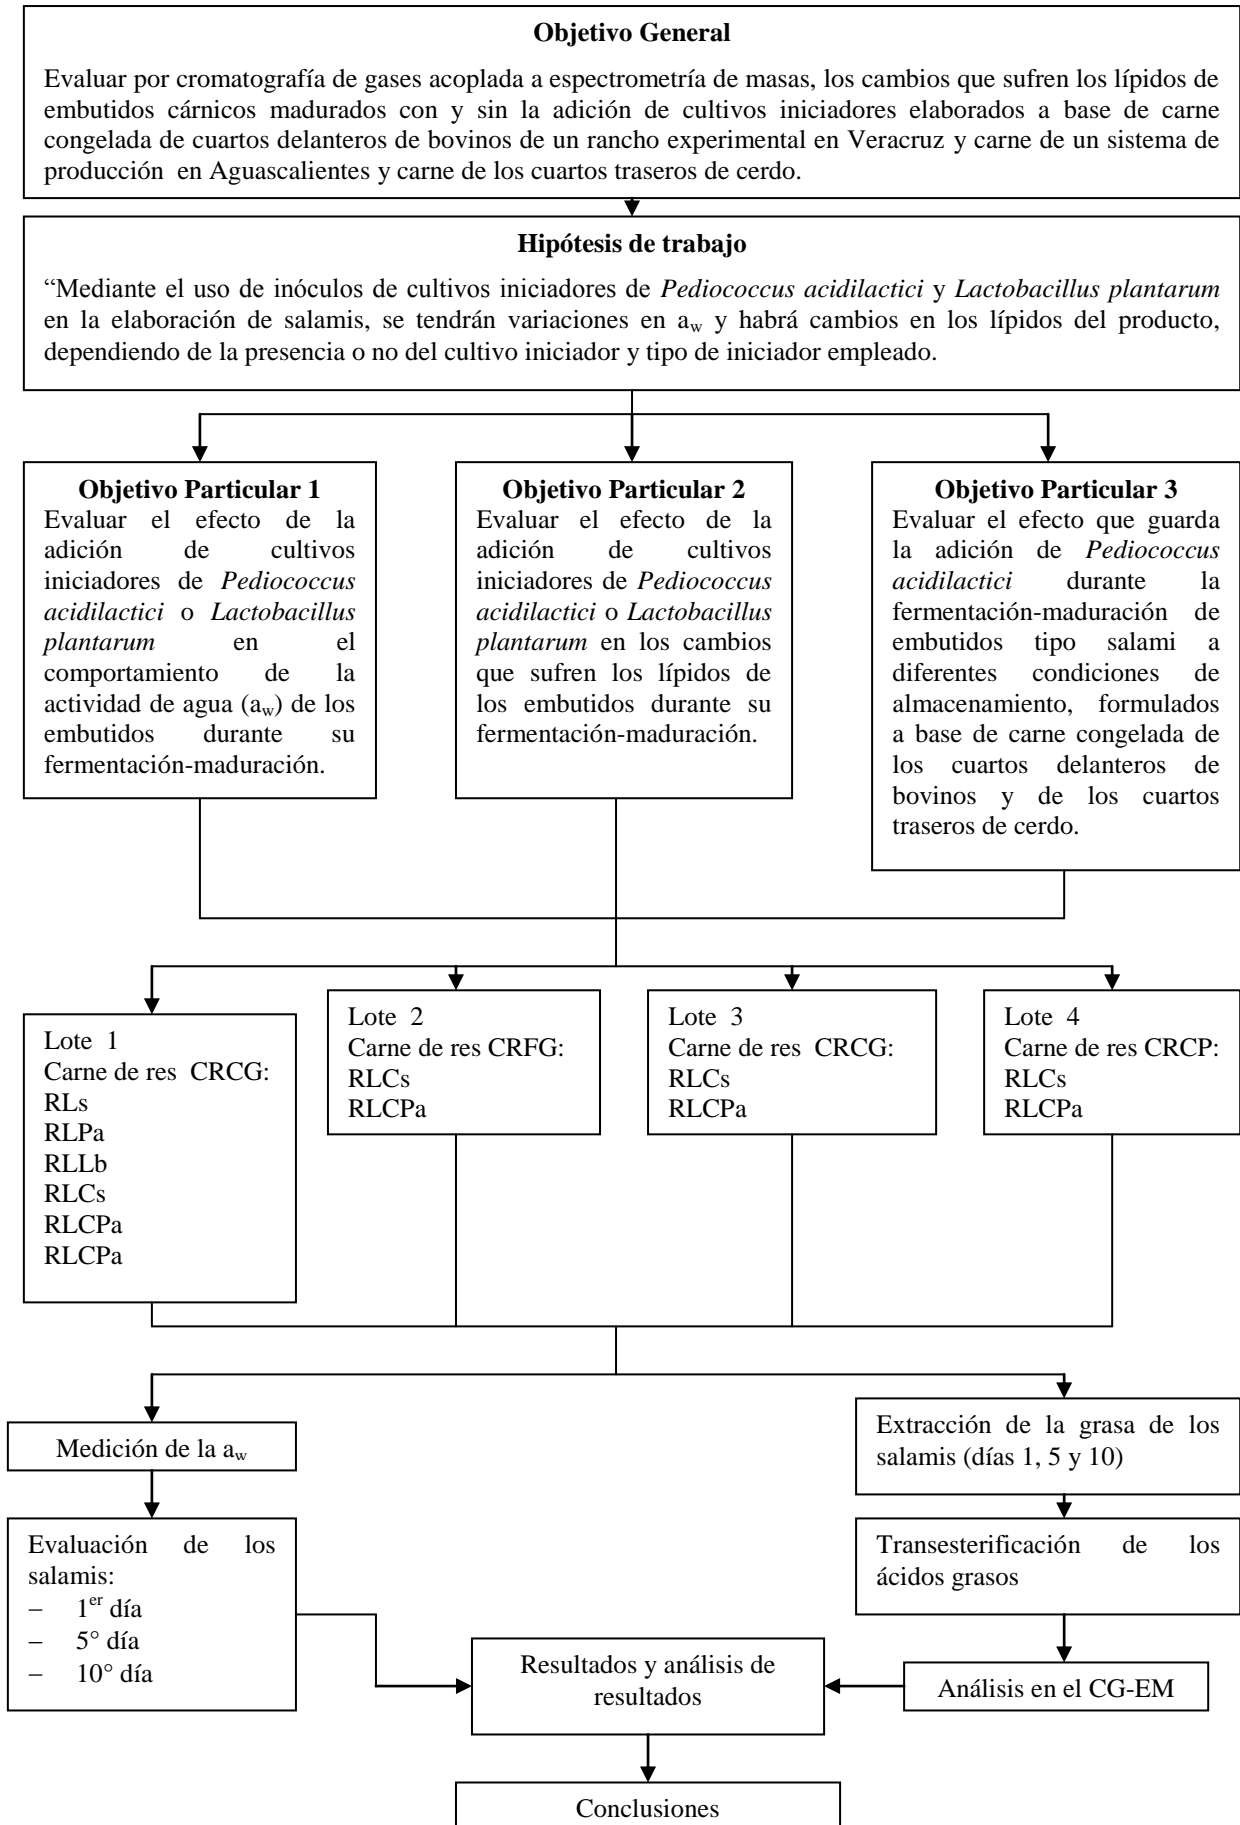 Objetivo General
Evaluar por cromatografía de gases acoplada a espectrometría de masas, los cambios que sufren los lípidos de
embutidos cárnicos madurados con y sin la adición de cultivos iniciadores elaborados a base de carne
congelada de cuartos delanteros de bovinos de un rancho experimental en Veracruz y carne de un sistema de
producción en Aguascalientes y carne de los cuartos traseros de cerdo.
Hipótesis de trabajo
“Mediante el uso de inóculos de cultivos iniciadores de Pediococcus acidilactici y Lactobacillus plantarum
en la elaboración de salamis, se tendrán variaciones en aw y habrá cambios en los lípidos del producto,
dependiendo de la presencia o no del cultivo iniciador y tipo de iniciador empleado.
Objetivo Particular 1
Evaluar el efecto de la
adición de cultivos
iniciadores de Pediococcus
acidilactici o Lactobacillus
plantarum en el
comportamiento de la
actividad de agua (aw) de los
embutidos durante su
fermentación-maduración.
Objetivo Particular 2
Evaluar el efecto de la
adición de cultivos
iniciadores de Pediococcus
acidilactici o Lactobacillus
plantarum en los cambios
que sufren los lípidos de
los embutidos durante su
fermentación-maduración.
Objetivo Particular 3
Evaluar el efecto que guarda
la adición de Pediococcus
acidilactici durante la
fermentación-maduración de
embutidos tipo salami a
diferentes condiciones de
almacenamiento, formulados
a base de carne congelada de
los cuartos delanteros de
bovinos y de los cuartos
traseros de cerdo.
Lote 1
Carne de res CRCG:
RLs
RLPa
RLLb
RLCs
RLCPa
RLCPa
Lote 2
Carne de res CRFG:
RLCs
RLCPa
Lote 3
Carne de res CRCG:
RLCs
RLCPa
Lote 4
Carne de res CRCP:
RLCs
RLCPa
Medición de la aw
Evaluación de los
salamis:
– 1er día
– 5° día
– 10° día
Extracción de la grasa de los
salamis (días 1, 5 y 10)
Transesterificación de los
ácidos grasos
Análisis en el CG-EM
Resultados y análisis de
resultados
Conclusiones